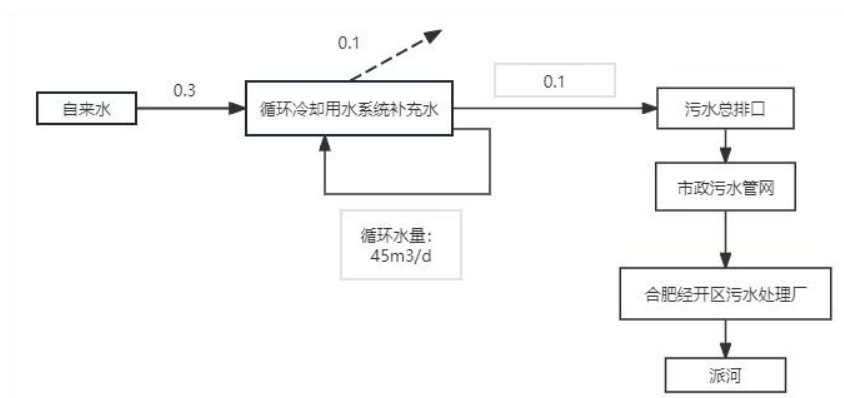 0.1
0.3
0.1
自来水
循环冷却用水系统补充水
污水总排口
市政污水管网
循环水量：
45m3/d
合肥经开区污水处理厂
派河